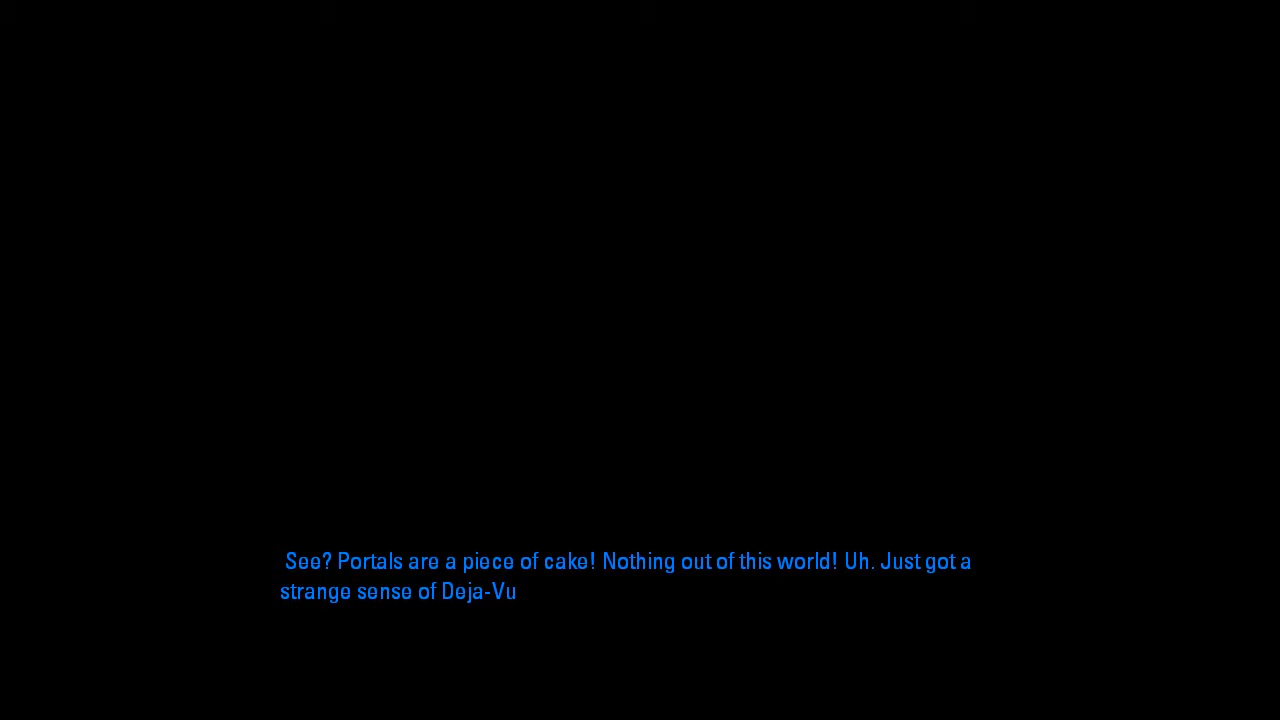 See? Portals are a piece of cake! Nothing out of this world! Uh. Just got a
strange sense of Deja-Vu